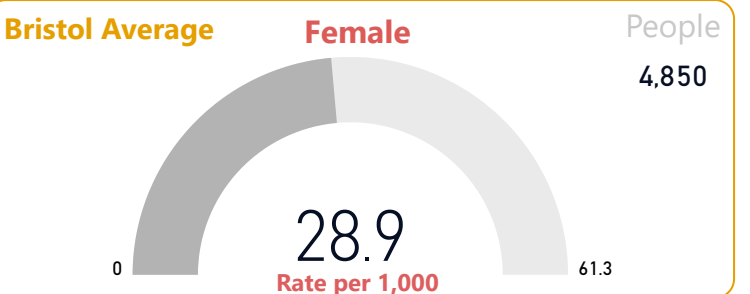 Bristol Average
Female
People
4,850
28.9
0
61.3
Rate per 1,000